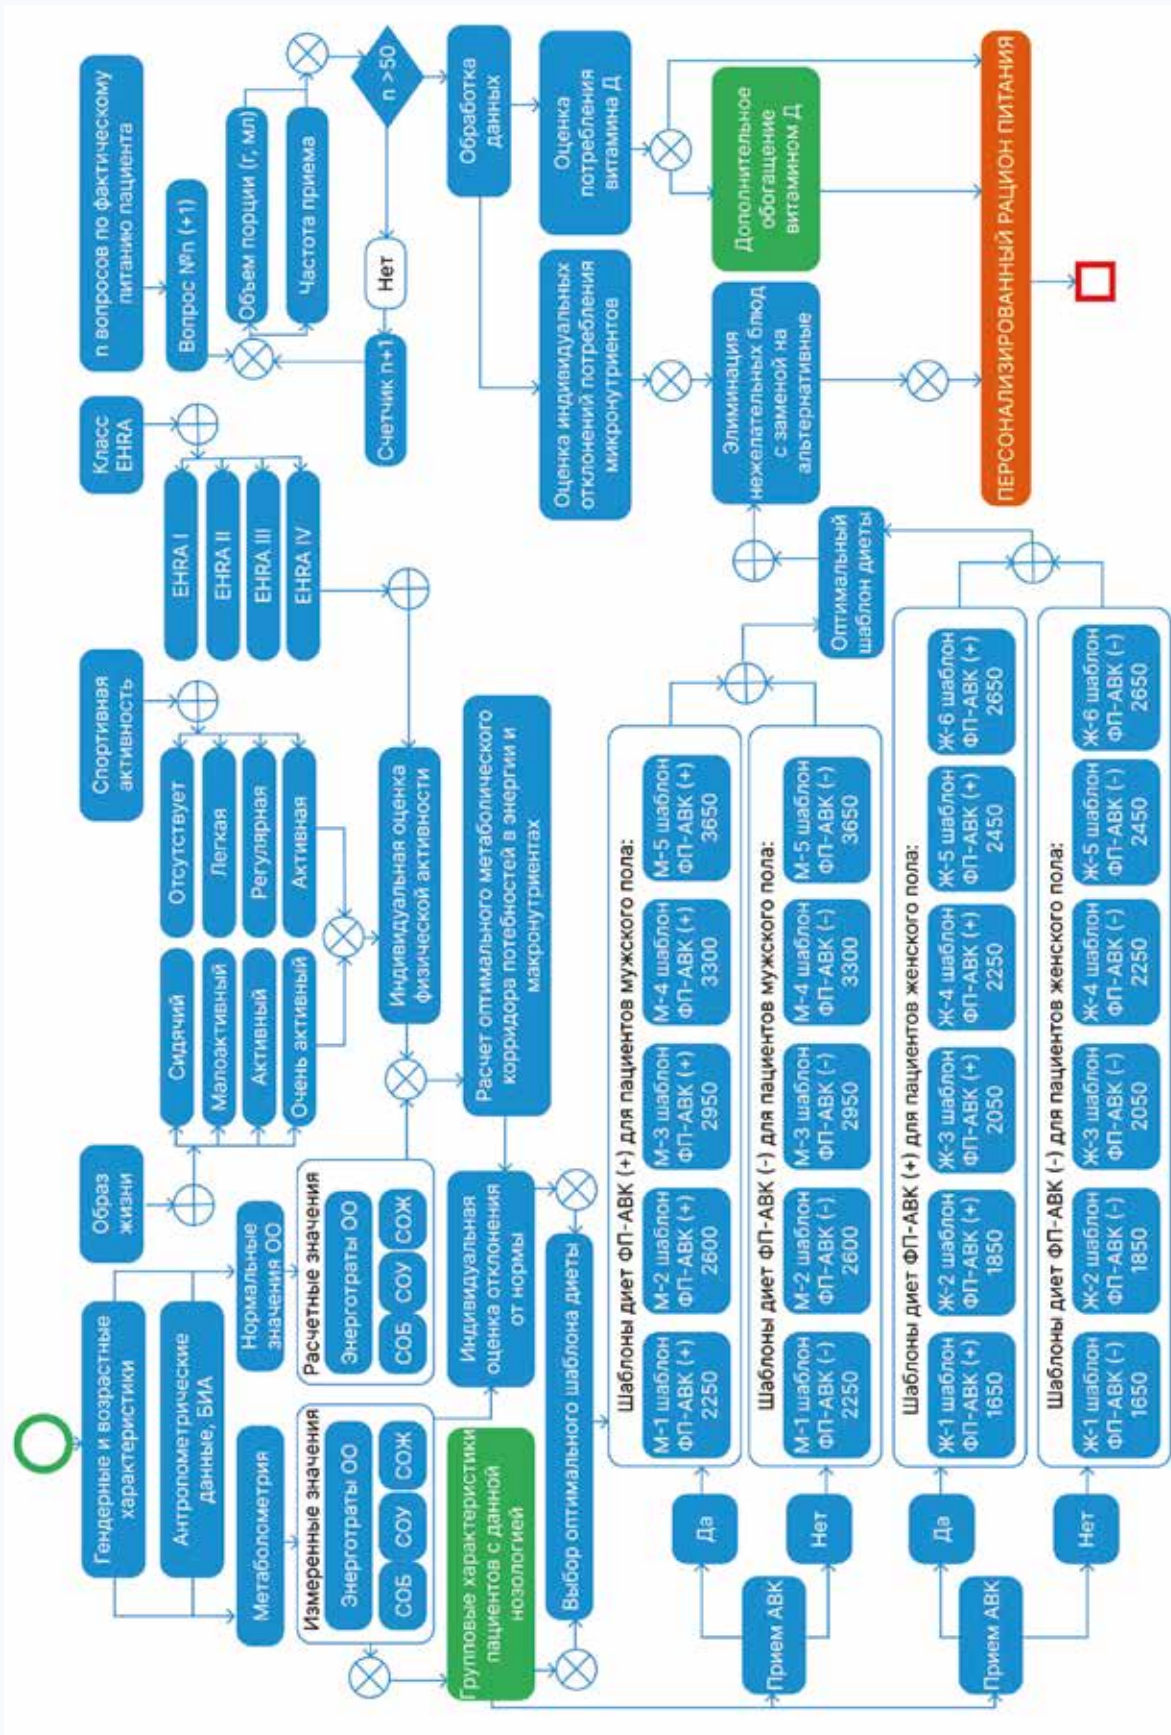 Гендерные и возрастные
характеристики
Антропометрические
данные, БИА
Метаболометрия
Нормальные
значения ОО
Измеренные значения
Энерготраты ОО
СОБ
СОУ
СОЖ
Расчетные значения
Энерготраты ОО
СОБ
СОУ
СОЖ
Групповые характеристики
пациентов с данной
нозологией
Индивидуальная
оценка отклонения
от нормы
Выбор оптимального шаблона диеты
Образ
жизни
Сидячий
Малоактивный
Активный
Очень активный
Спортивная
активность
Отсутствует
Легкая
Регулярная
Активная
Индивидуальная оценка
физической активности
Расчет оптимального метаболического
корридора потебностей в энергии и
макронутриентах
Класс
EHRA
EHRA I
EHRA II
EHRA III
EHRA IV
n вопросов по фактическому
питанию пациента
Вопрос №n (+1)
Объем порции (г, мл)
Частота приема
n >50
Нет
Счетчик n+1
Обработка
данных
Оценка индивидуальных
отклонений потребления
микронутриентов
Оценка
потребления
витамина Д
Элиминация
нежелательных блюд
с заменой на
альтернативные
Дополнительное
обогащение
витамином Д
Оптимальный
шаблон диеты
ПЕРСОНАЛИЗИРОВАННЫЙ РАЦИОН ПИТАНИЯ
Прием АВК
Да
Нет
Шаблоны диет ФП-АВК (+) для пациентов мужского пола:
М-1 шаблон
ФП-АВК (+)
2250
М-2 шаблон
ФП-АВК (+)
2600
М-3 шаблон
ФП-АВК (+)
2950
М-4 шаблон
ФП-АВК (+)
3300
М-5 шаблон
ФП-АВК (+)
3650
Шаблоны диет ФП-АВК (-) для пациентов мужского пола:
М-1 шаблон
ФП-АВК (-)
2250
М-2 шаблон
ФП-АВК (-)
2600
М-3 шаблон
ФП-АВК (-)
2950
М-4 шаблон
ФП-АВК (-)
3300
М-5 шаблон
ФП-АВК (-)
3650
Прием АВК
Да
Нет
Шаблоны диет ФП-АВК (+) для пациентов женского пола:
Ж-1 шаблон
ФП-АВК (+)
1650
Ж-2 шаблон
ФП-АВК (+)
1850
Ж-3 шаблон
ФП-АВК (+)
2050
Ж-4 шаблон
ФП-АВК (+)
2250
Ж-5 шаблон
ФП-АВК (+)
2450
Ж-6 шаблон
ФП-АВК (+)
2650
Шаблоны диет ФП-АВК (-) для пациентов женского пола:
Ж-1 шаблон
ФП-АВК (-)
1650
Ж-2 шаблон
ФП-АВК (-)
1850
Ж-3 шаблон
ФП-АВК (-)
2050
Ж-4 шаблон
ФП-АВК (-)
2250
Ж-5 шаблон
ФП-АВК (-)
2450
Ж-6 шаблон
ФП-АВК (-)
2650